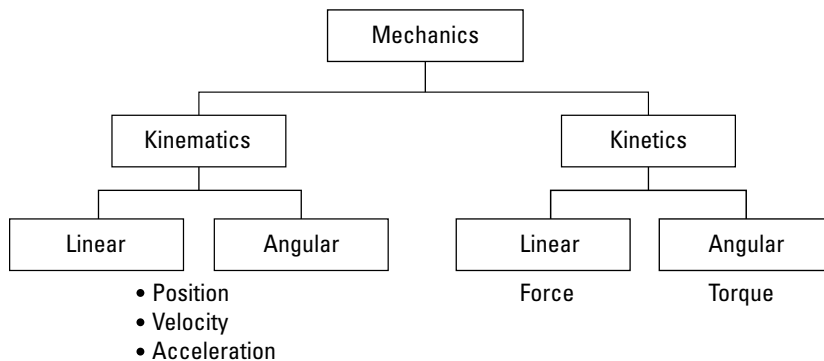 Mechanics
Kinematics
Kinetics
Linear
Angular
Linear
Angular
• Position
• Velocity
• Acceleration
Force
Torque